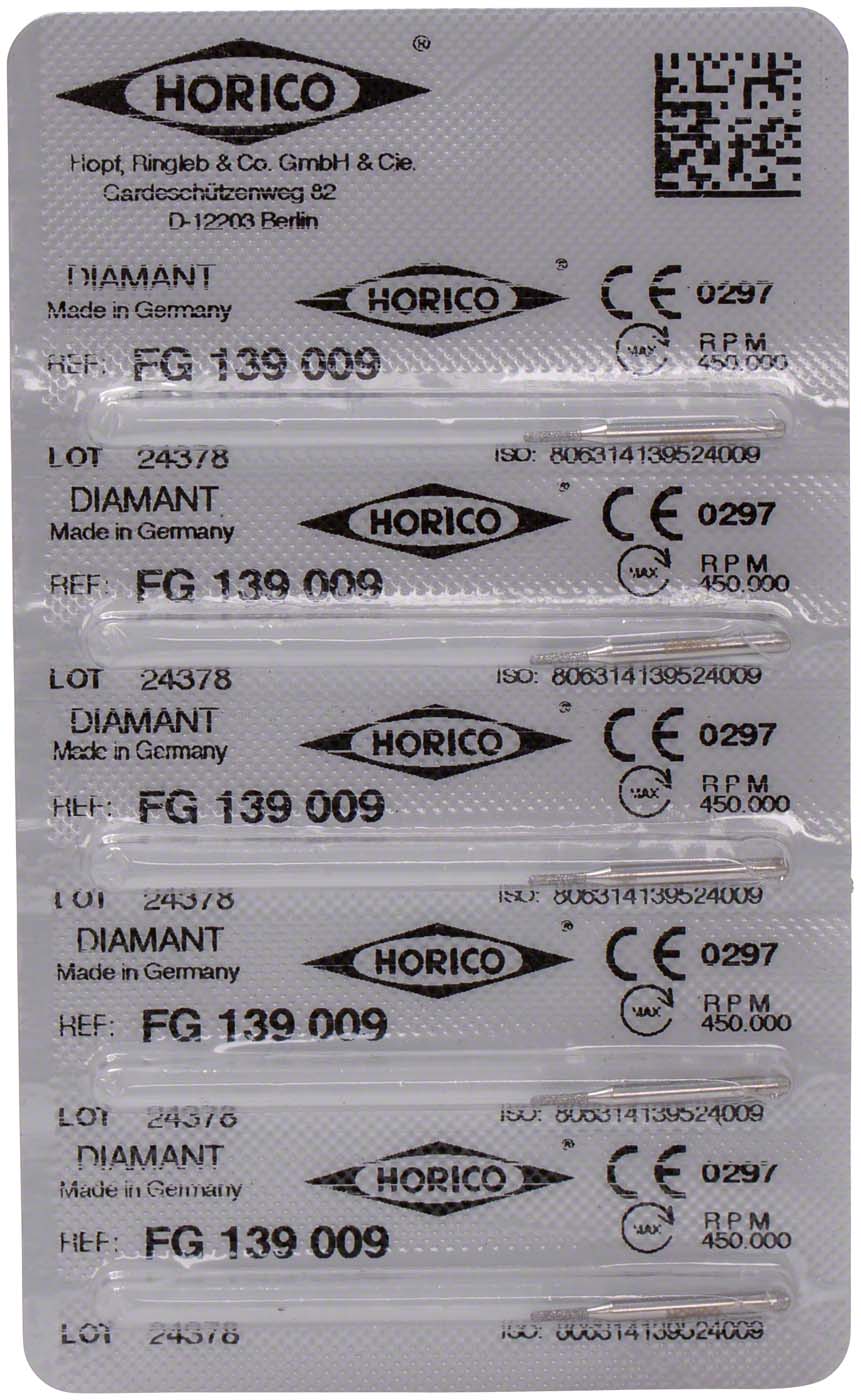 HORICO ®
Hopf, Ringleb & Co. GmbH & Cie.
Gardeschützenweg 82
D-12203 Berlin
DIAMANT
Made in Germany
HORICO ®
CE 0297
REF: FG 139 009
MAX
RPM
450.000
LOT 24378
ISO: 806314139524009
DIAMANT
Made in Germany
HORICO ®
CE 0297
REF: FG 139 009
MAX
RPM
450.000
LOT 24378
ISO: 806314139524009
DIAMANT
Made in Germany
HORICO ®
CE 0297
REF: FG 139 009
MAX
RPM
450.000
LOT 24378
ISO: 806314139524009
DIAMANT
Made in Germany
HORICO ®
CE 0297
REF: FG 139 009
MAX
RPM
450.000
LOT 24378
ISO: 806314139524009
DIAMANT
Made in Germany
HORICO ®
CE 0297
REF: FG 139 009
MAX
RPM
450.000
LOT 24378
ISO: 806314139524009